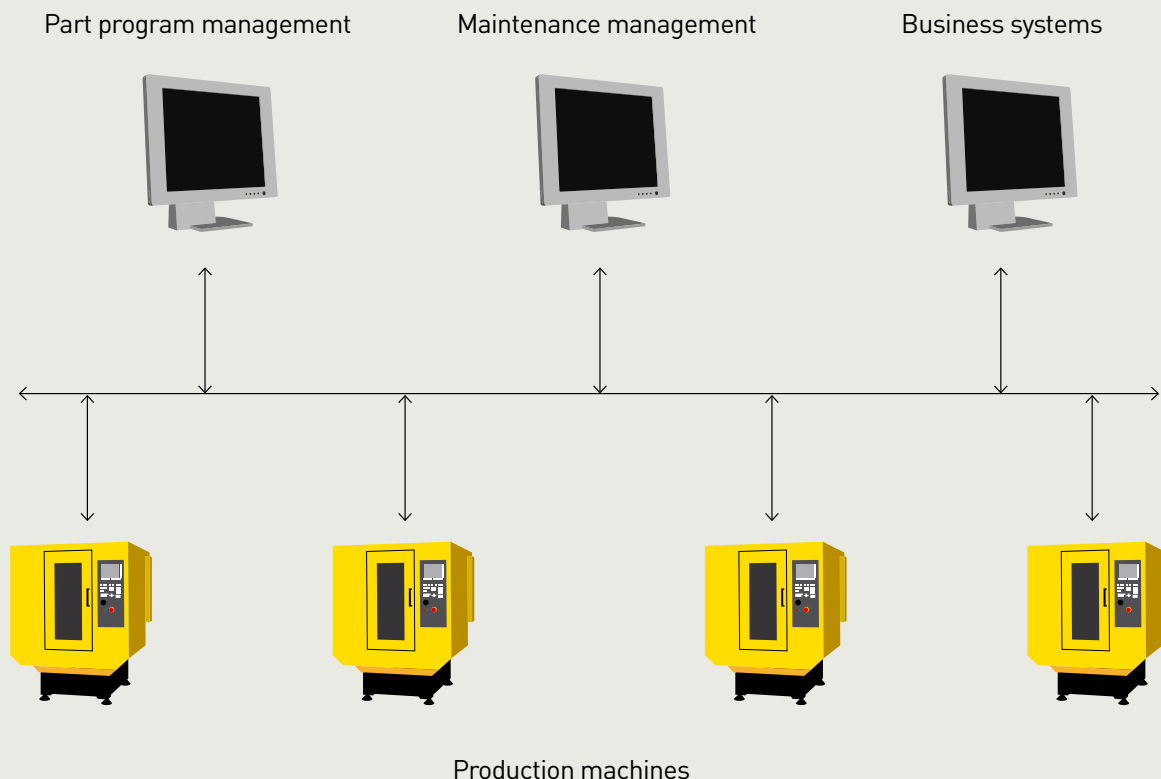 Part program management
Maintenance management
Business systems
Production machines